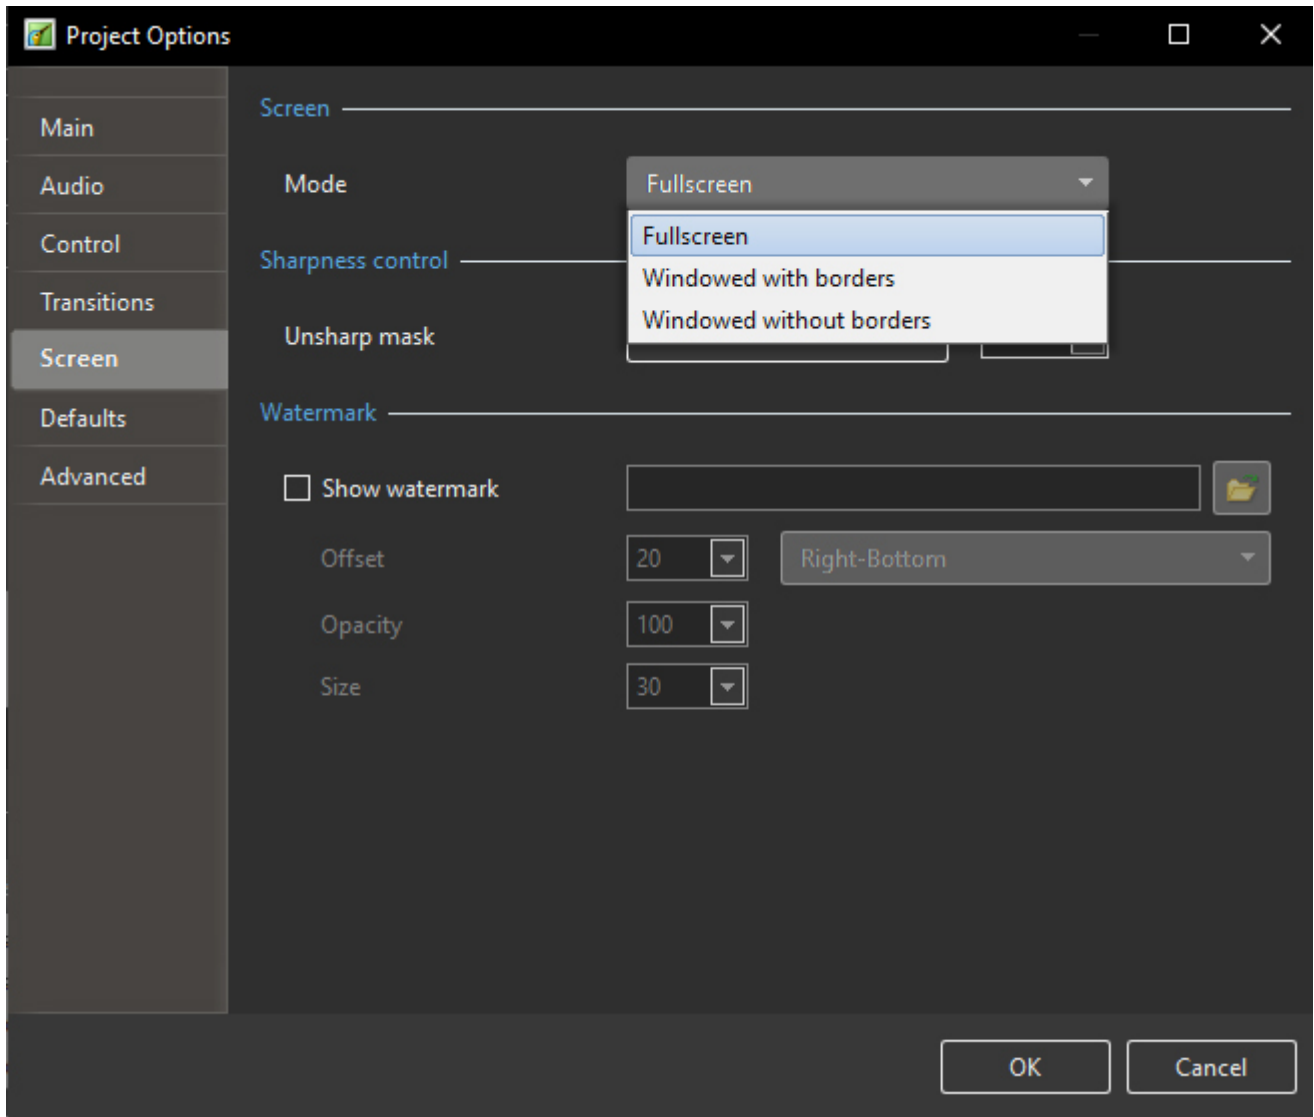 Project Options
Main
Audio
Control
Transitions
Screen
Defaults
Advanced
Screen
Mode
Fullscreen
Fullscreen
Windowed with borders
Windowed without borders
Sharpness control
Unsharp mask
Watermark
Show watermark
Offset
20
Right-Bottom
Opacity
100
Size
30
OK
Cancel